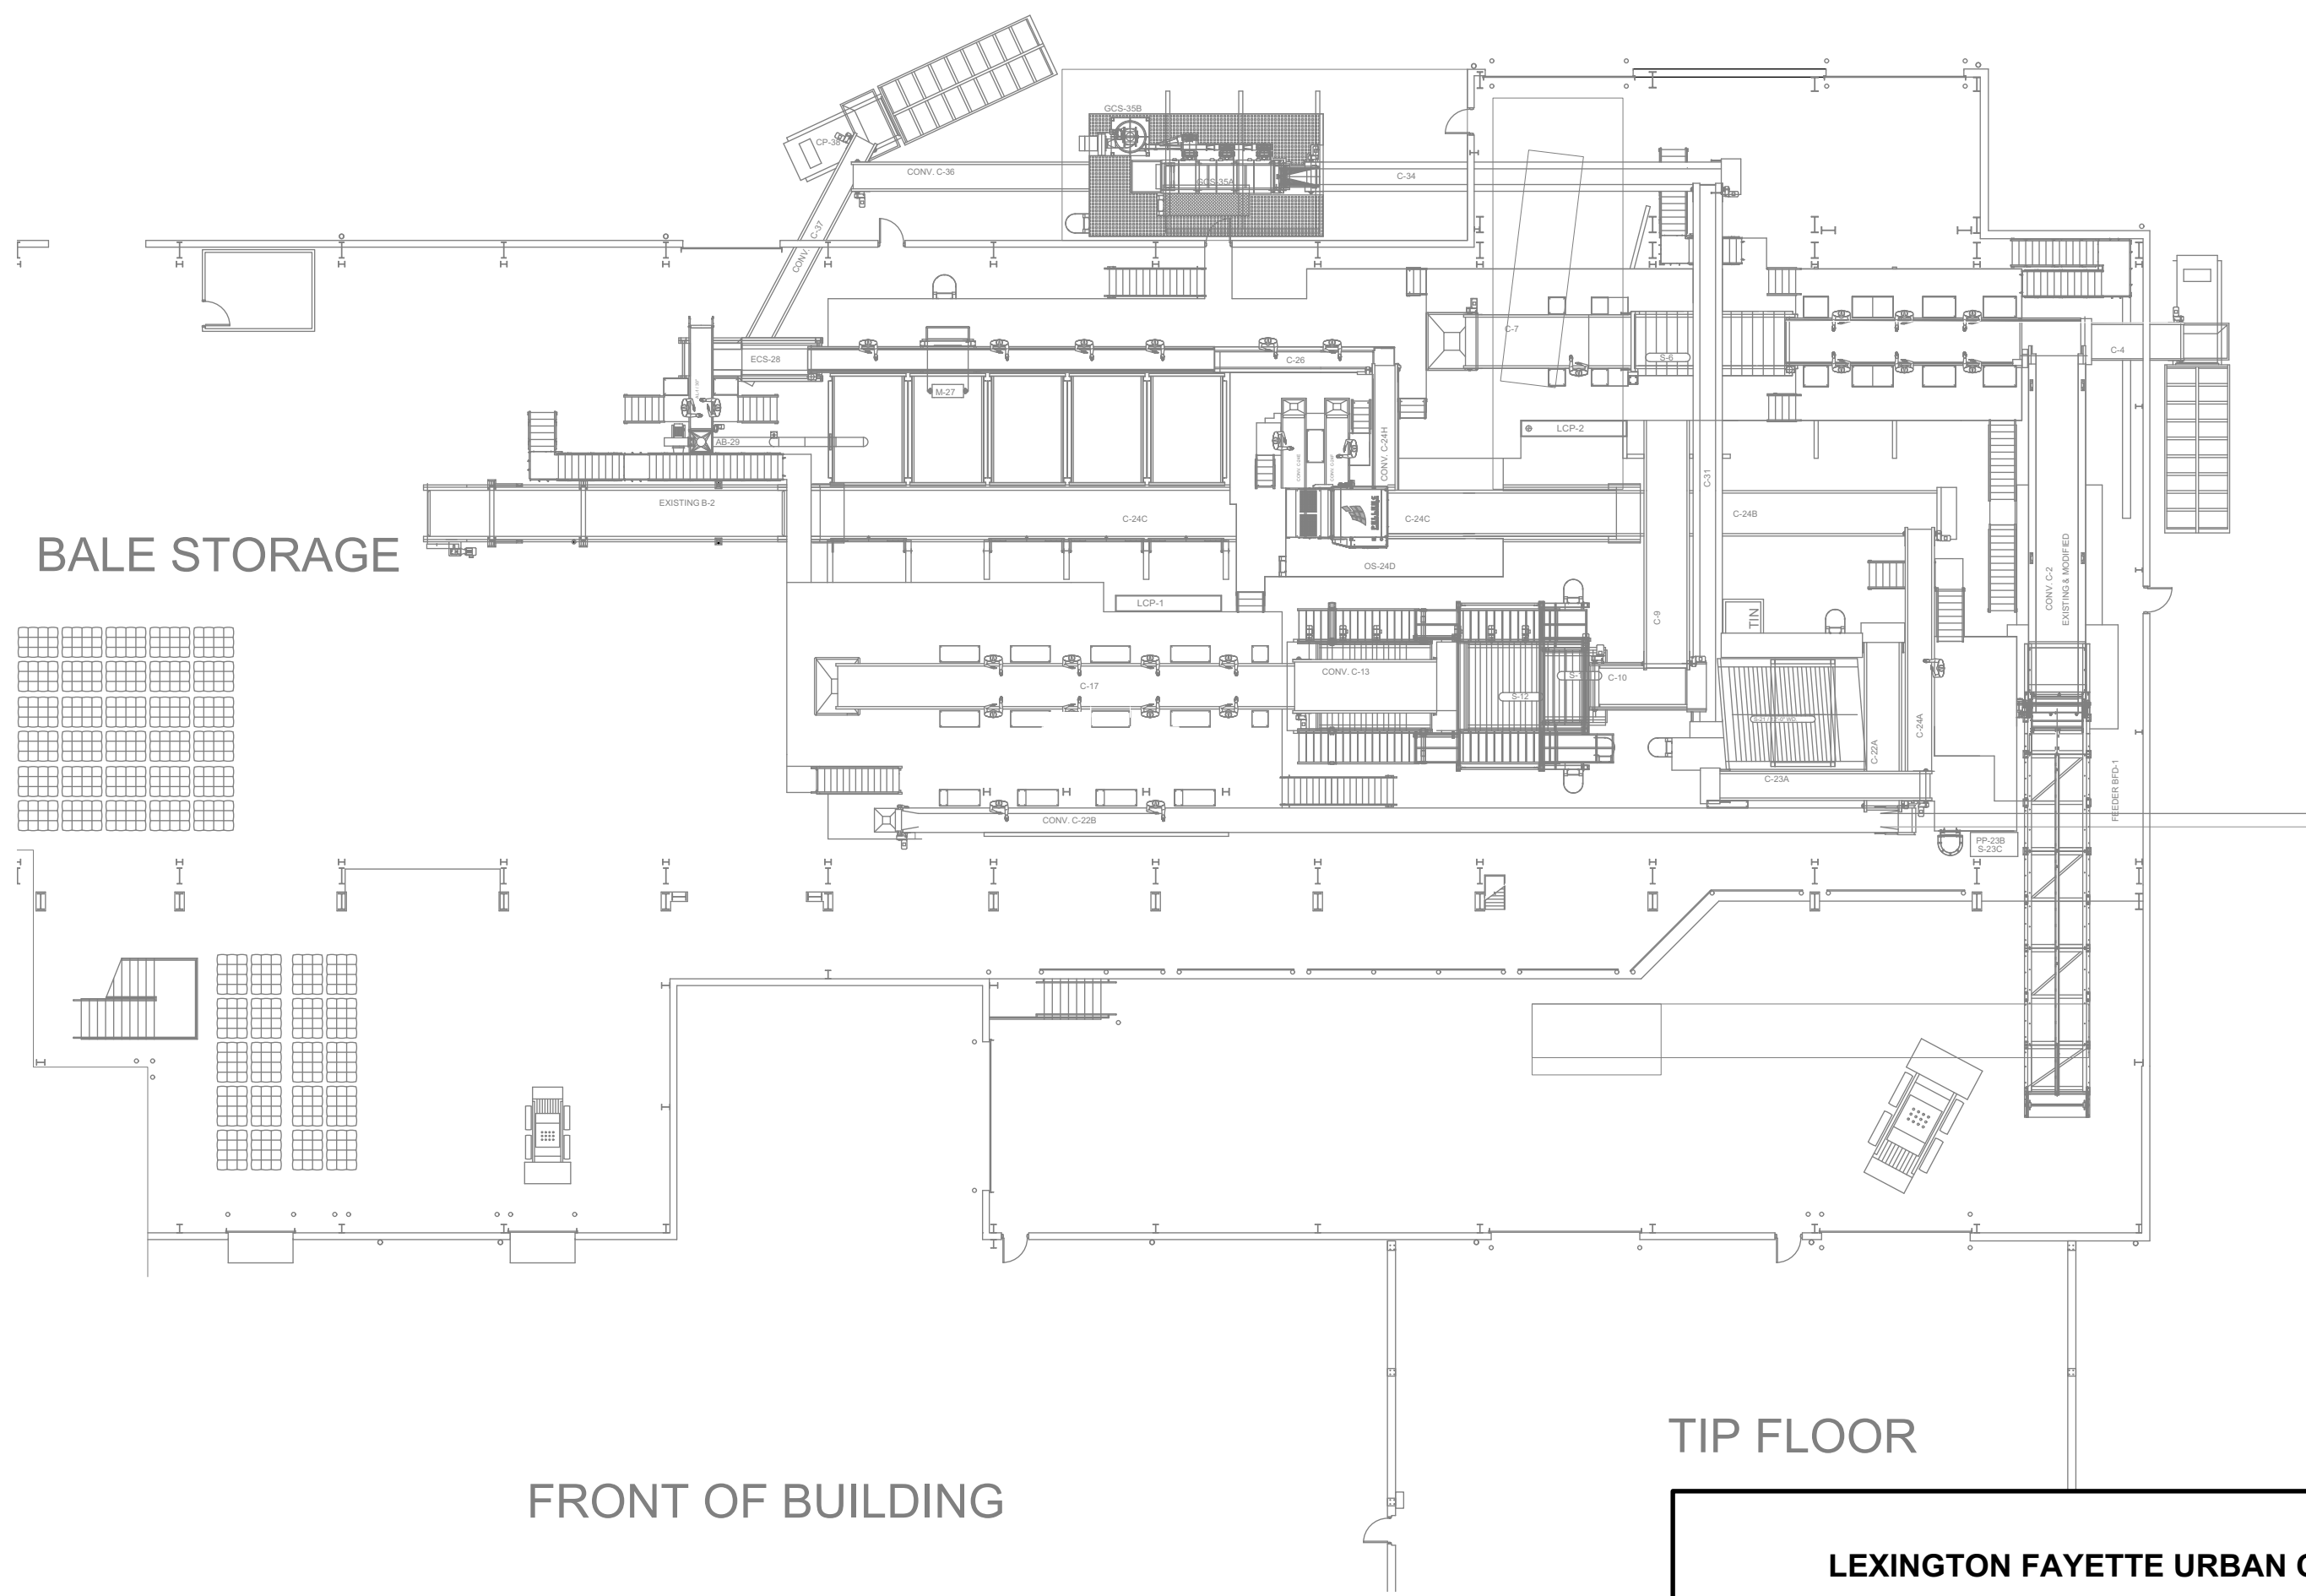 GCS-35B
CP-38
CONV. C-36
GCS-35A
C-34
CONV. C-37
C-7
S-6
C-4
ECS-28
C-26
M-27
AB-29
LCP-2
CONV. C-24H
EXISTING B-2
C-24C
C-24C
C-31
C-24B
BALE STORAGE
OS-24D
CONV. C-2
EXISTING & MODIFIED
LCP-1
C-9
TIN
C-17
CONV. C-13
S-12
C-10
C-22A
C-24A
C-23A
FEEDER BFD-1
CONV. C-22B
PP-23B
S-23C
TIP FLOOR
FRONT OF BUILDING
LEXINGTON FAYETTE URBAN